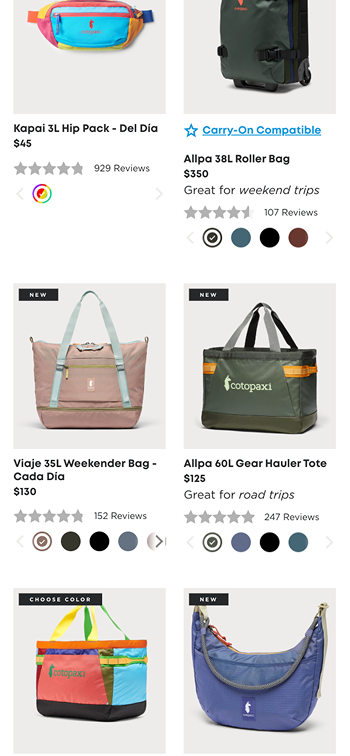 Kapai 3L Hip Pack - Del Día
$45
929 Reviews
Carry-On Compatible
Allpa 38L Roller Bag
$350
Great for weekend trips
107 Reviews
NEW
Viaje 35L Weekender Bag -
Cada Día
$130
152 Reviews
NEW
cotopaxi
Allpa 60L Gear Hauler Tote
$125
Great for road trips
247 Reviews
CHOOSE COLOR
cotopaxi
NEW